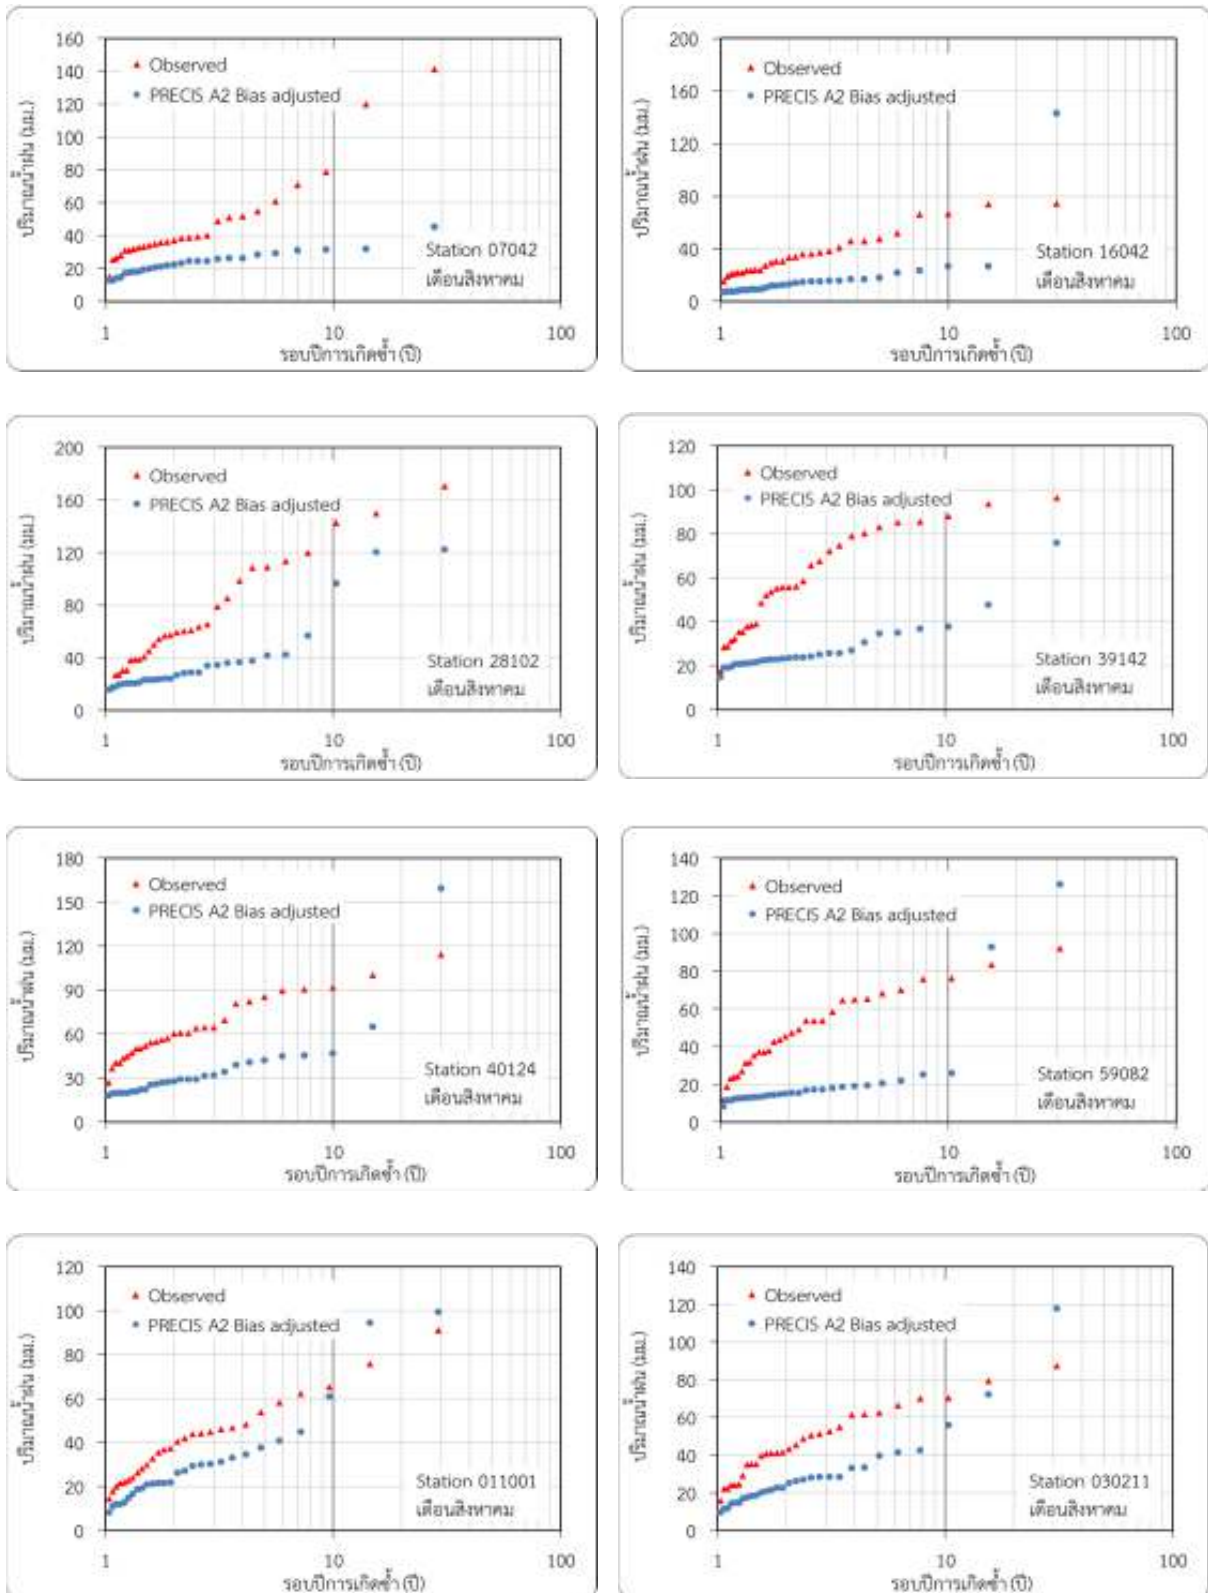 160
140
120
100
80
60
40
20
0
ปริมาณน้ำฝน (มม.)
Observed
PRECIS A2 Bias adjusted
Station 07042
เดือนสิงหาคม
1
10
100
รอบปีการเกิดซ้ำ (ปี)
200
160
120
80
40
0
ปริมาณน้ำฝน (มม.)
Observed
PRECIS A2 Bias adjusted
Station 16042
เดือนสิงหาคม
1
10
100
รอบปีการเกิดซ้ำ (ปี)
200
160
120
80
40
0
ปริมาณน้ำฝน (มม.)
Observed
PRECIS A2 Bias adjusted
Station 28102
เดือนสิงหาคม
1
10
100
รอบปีการเกิดซ้ำ (ปี)
120
100
80
60
40
20
0
ปริมาณน้ำฝน (มม.)
Observed
PRECIS A2 Bias adjusted
Station 39142
เดือนสิงหาคม
1
10
100
รอบปีการเกิดซ้ำ (ปี)
180
150
120
90
60
30
0
ปริมาณน้ำฝน (มม.)
Observed
PRECIS A2 Bias adjusted
Station 40124
เดือนสิงหาคม
1
10
100
รอบปีการเกิดซ้ำ (ปี)
140
120
100
80
60
40
20
0
ปริมาณน้ำฝน (มม.)
Observed
PRECIS A2 Bias adjusted
Station 59082
เดือนสิงหาคม
1
10
100
รอบปีการเกิดซ้ำ (ปี)
120
100
80
60
40
20
0
ปริมาณน้ำฝน (มม.)
Observed
PRECIS A2 Bias adjusted
Station 011001
เดือนสิงหาคม
1
10
100
รอบปีการเกิดซ้ำ (ปี)
140
120
100
80
60
40
20
0
ปริมาณน้ำฝน (มม.)
Observed
PRECIS A2 Bias adjusted
Station 030211
เดือนสิงหาคม
1
10
100
รอบปีการเกิดซ้ำ (ปี)